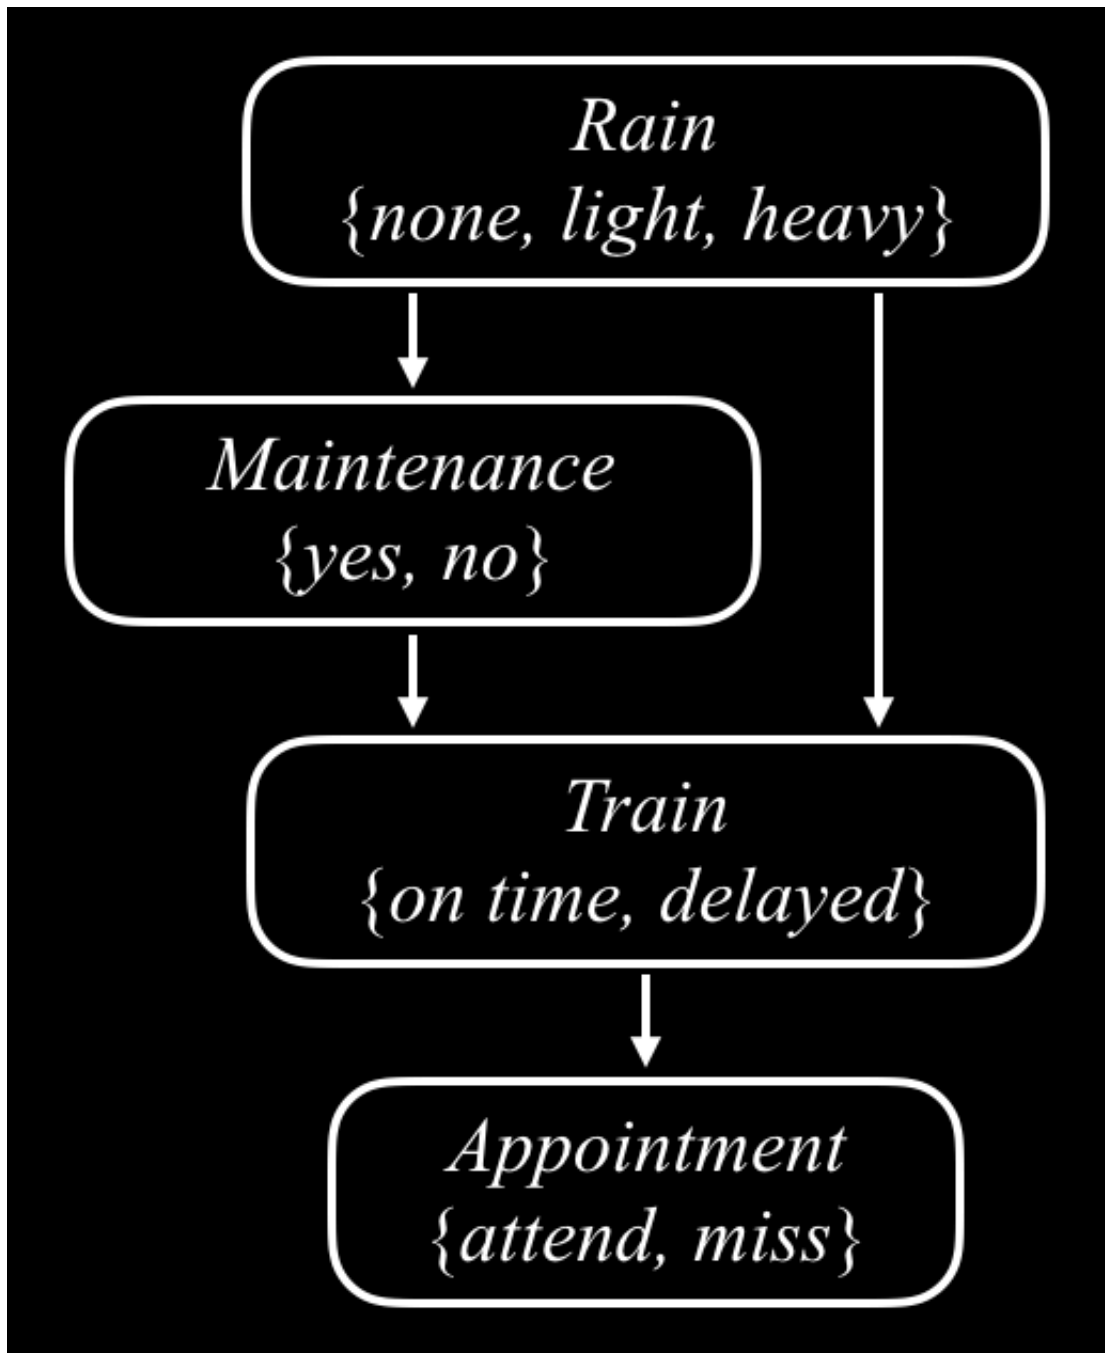 Rain
{none, light, heavy}
Maintenance
{yes, no}
Train
{on time, delayed}
Appointment
{attend, miss}